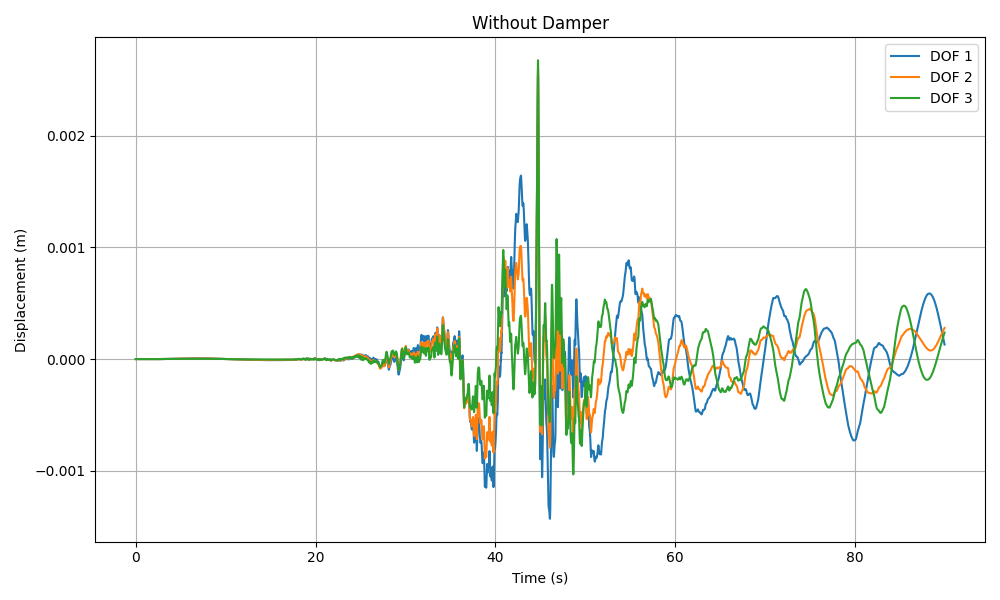 Without Damper
DOF 1
DOF 2
DOF 3
Displacement (m)
0.002
0.001
0.000
−0.001
0
20
40
60
80
Time (s)